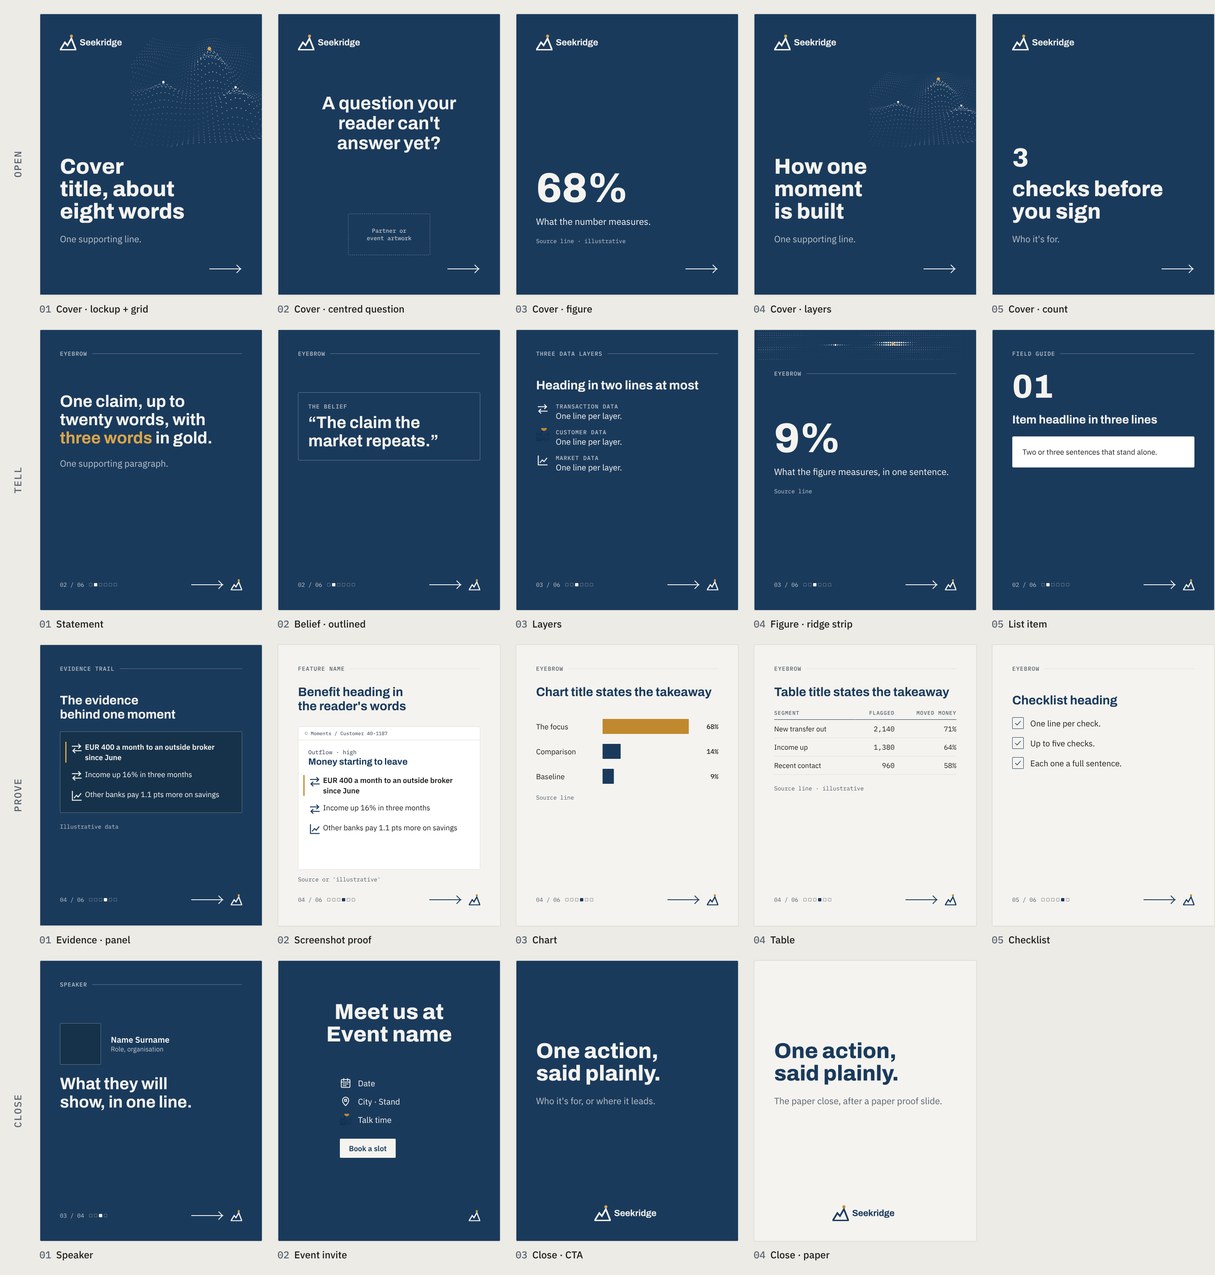 OPEN
Seekridge
Cover
title, about
eight words
One supporting line.
01 Cover · lockup + grid
Seekridge
A question your
reader can't
answer yet?
Partner or
event artwork
02 Cover · centred question
Seekridge
68%
What the number measures.
Source line · illustrative
03 Cover · figure
Seekridge
How one
moment
is built
One supporting line.
04 Cover · layers
Seekridge
3
checks before
you sign
Who it's for.
05 Cover · count
TELL
EYEBROW
One claim, up to
twenty words, with
three words in gold.
One supporting paragraph.
02 / 06
01 Statement
EYEBROW
THE BELIEF
“The claim the
market repeats.”
02 / 06
02 Belief · outlined
THREE DATA LAYERS
Heading in two lines at most
TRANSACTION DATA
One line per layer.
CUSTOMER DATA
One line per layer.
MARKET DATA
One line per layer.
03 / 06
03 Layers
EYEBROW
9%
What the figure measures, in one sentence.
Source line
03 / 06
04 Figure · ridge strip
FIELD GUIDE
01
Item headline in three lines
Two or three sentences that stand alone.
02 / 06
05 List item
PROVE
EVIDENCE TRAIL
The evidence
behind one moment
EUR 400 a month to an outside broker
since June
Income up 16% in three months
Other banks pay 1.1 pts more on savings
Illustrative data
04 / 06
01 Evidence · panel
FEATURE NAME
Benefit heading in
the reader's words
Moments / Customer 40-1187
Outflow · high
Money starting to leave
EUR 400 a month to an outside broker
since June
Income up 16% in three months
Other banks pay 1.1 pts more on savings
Source or 'illustrative'
04 / 06
02 Screenshot proof
EYEBROW
Chart title states the takeaway
The focus 68%
Comparison 14%
Baseline 9%
Source line
04 / 06
03 Chart
EYEBROW
Table title states the takeaway
SEGMENT FLAGGED MOVED MONEY
New transfer out 2,140 71%
Income up 1,380 64%
Recent contact 960 58%
Source line · illustrative
04 / 06
04 Table
EYEBROW
Checklist heading
One line per check.
Up to five checks.
Each one a full sentence.
05 / 06
05 Checklist
CLOSE
SPEAKER
Name Surname
Role, organisation
What they will
show, in one line.
03 / 04
01 Speaker
Meet us at
Event name
Date
City · Stand
Talk time
Book a slot
02 Event invite
One action,
said plainly.
Who it's for, or where it leads.
Seekridge
03 Close · CTA
One action,
said plainly.
The paper close, after a paper proof slide.
Seekridge
04 Close · paper